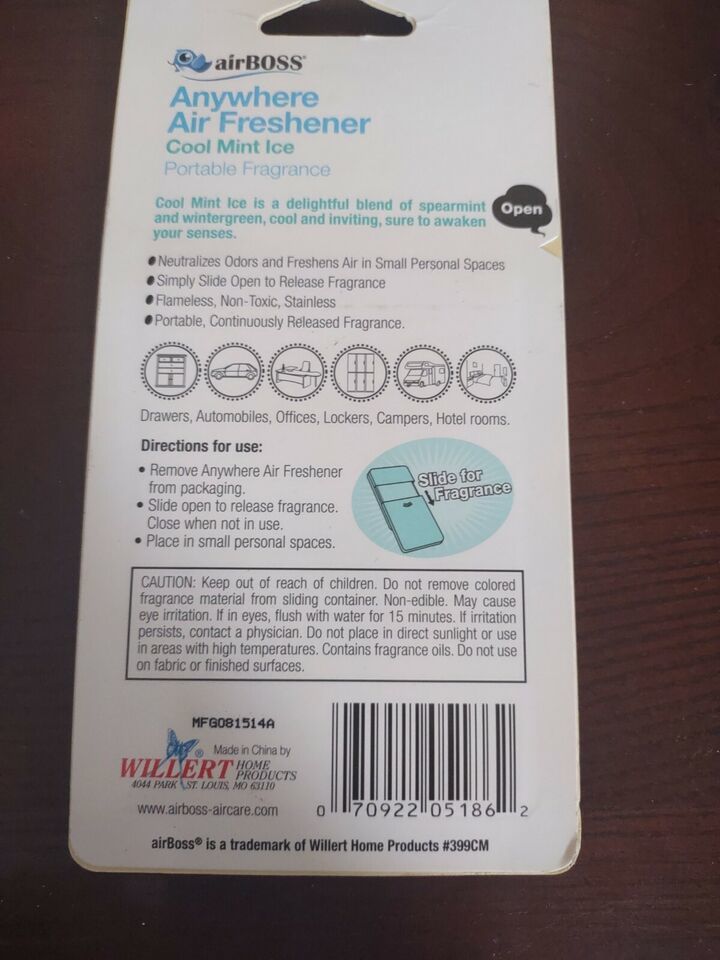 airBOSS®
Anywhere
Air Freshener
Cool Mint Ice
Portable Fragrance
Cool Mint Ice is a delightful blend of spearmint
and wintergreen, cool and inviting, sure to awaken
your senses.
Open
• Neutralizes Odors and Freshens Air in Small Personal Spaces
• Simply Slide Open to Release Fragrance
• Flameless, Non-Toxic, Stainless
• Portable, Continuously Released Fragrance.
Drawers, Automobiles, Offices, Lockers, Campers, Hotel rooms.
Directions for use:
• Remove Anywhere Air Freshener
from packaging.
• Slide open to release fragrance.
Close when not in use.
• Place in small personal spaces.
Slide for
Fragrance
CAUTION: Keep out of reach of children. Do not remove colored
fragrance material from sliding container. Non-edible. May cause
eye irritation. If in eyes, flush with water for 15 minutes. If irritation
persists, contact a physician. Do not place in direct sunlight or use
in areas with high temperatures. Contains fragrance oils. Do not use
on fabric or finished surfaces.
MFG081514A
Made in China by
WILLERT® HOME
PRODUCTS
4044 PARK ST. LOUIS, MO 63110
www.airboss-aircare.com
0 70922 05186 2
airBoss® is a trademark of Willert Home Products #399CM